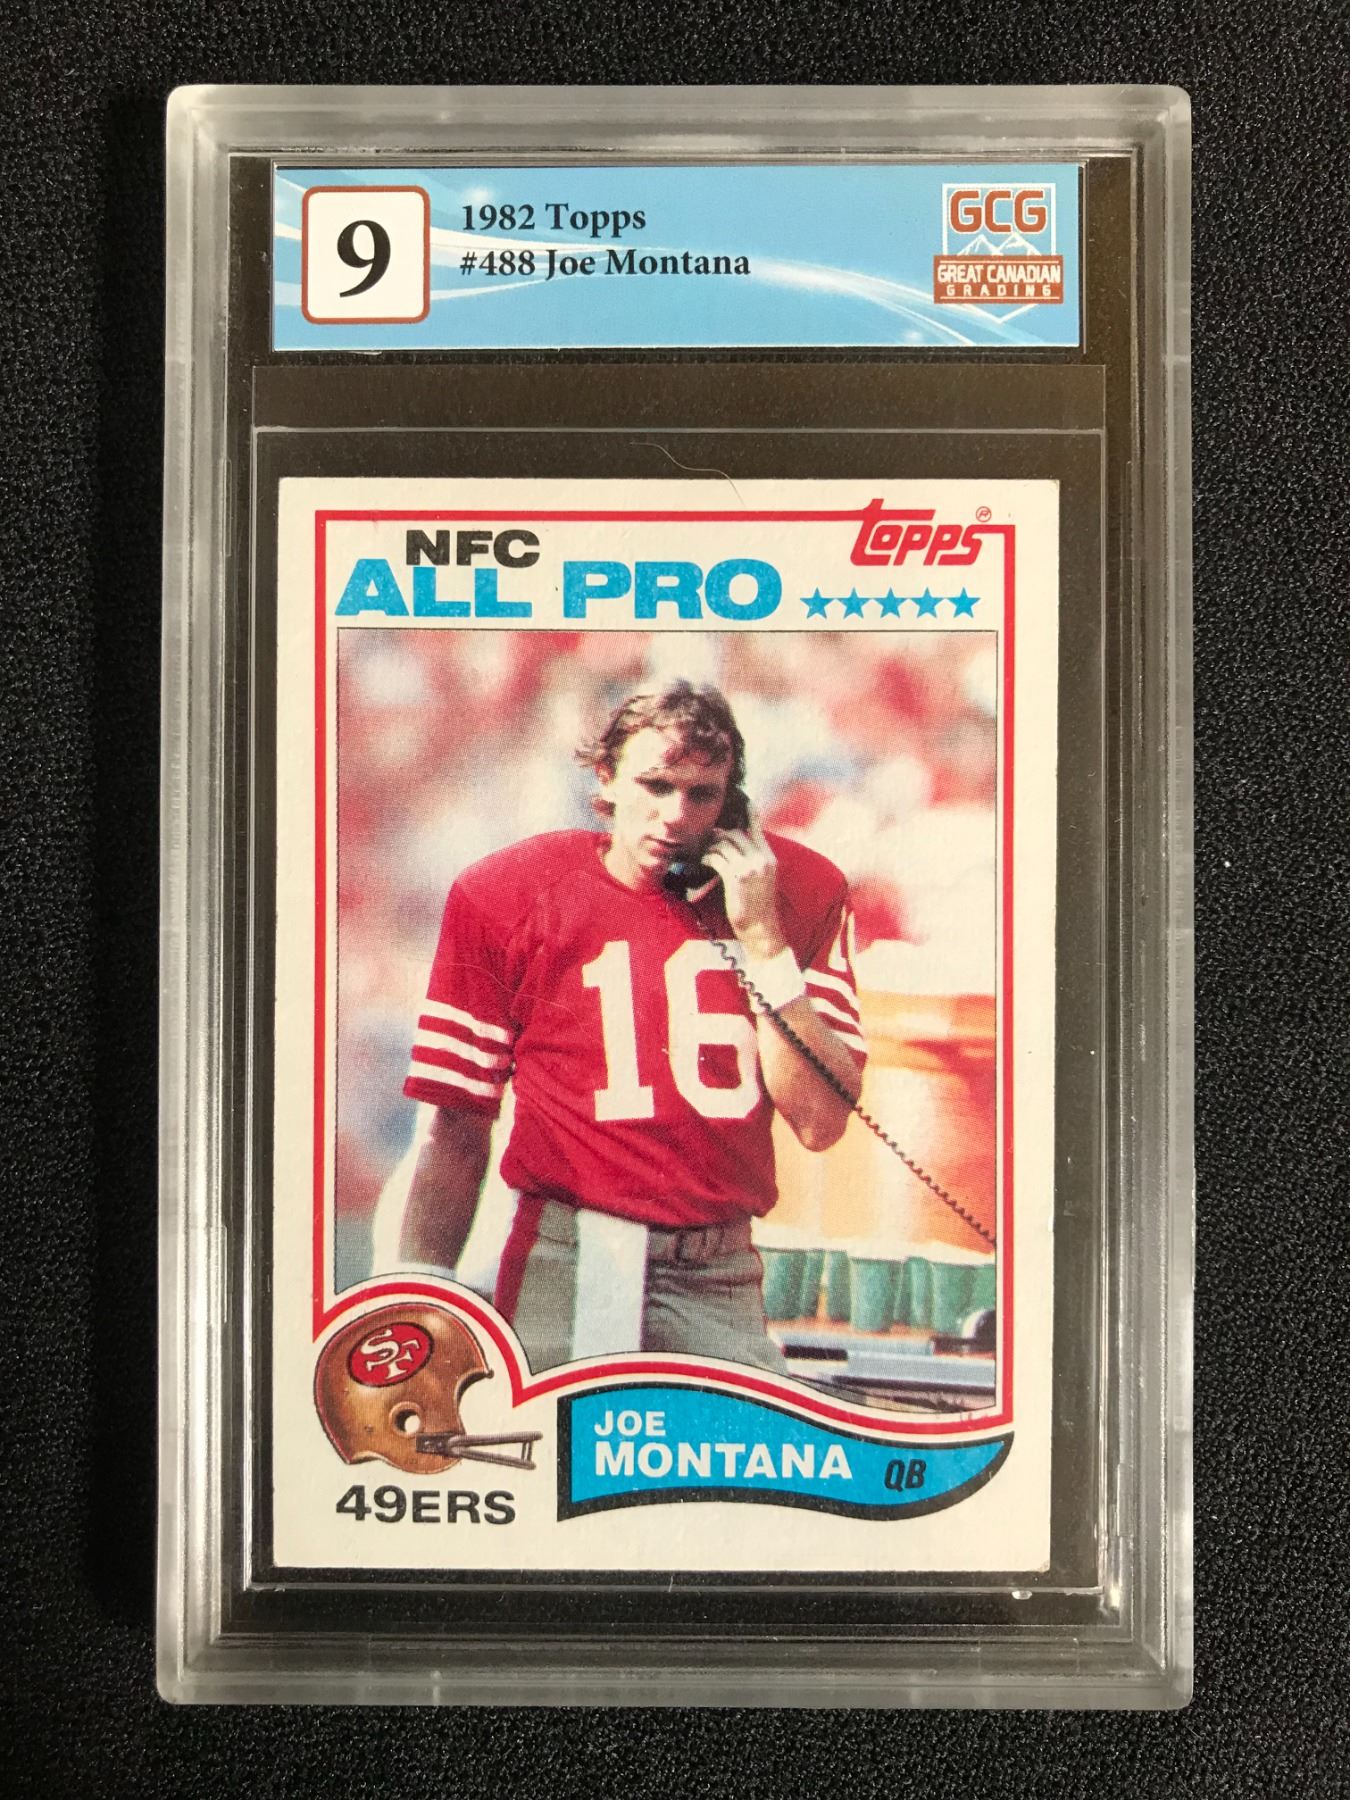 9
1982 Topps
#488 Joe Montana
GCG
GREAT CANADIAN
GRADING
topps®
NFC
ALL PRO
16
SF
JOE
MONTANA QB
49ERS